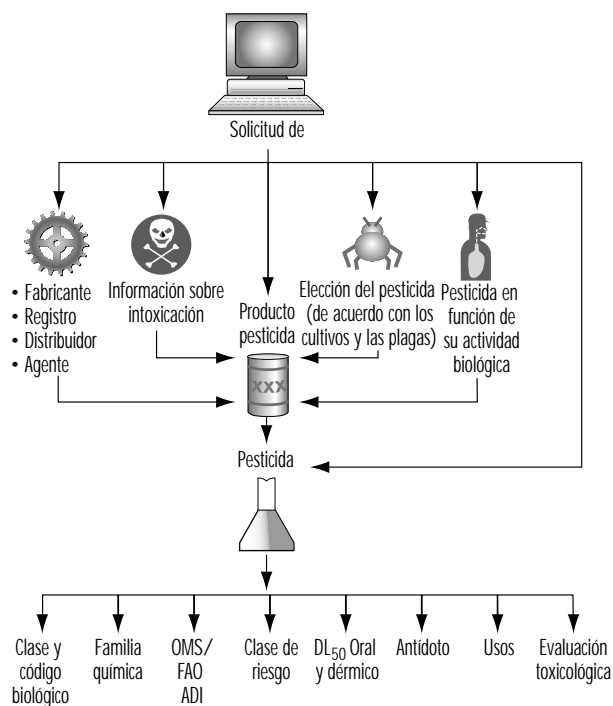 Solicitud de
• Fabricante
• Registro
• Distribuidor
• Agente
Información sobre
intoxicación
Producto
pesticida
Elección del pesticida
(de acuerdo con los
cultivos y las plagas)
Pesticida en
función de
su actividad
biológica
XXX
Pesticida
Clase y
código
biológico
Familia
química
OMS/
FAO
ADI
Clase de
riesgo
DL50 Oral
y dérmico
Antídoto
Usos
Evaluación
toxicológica